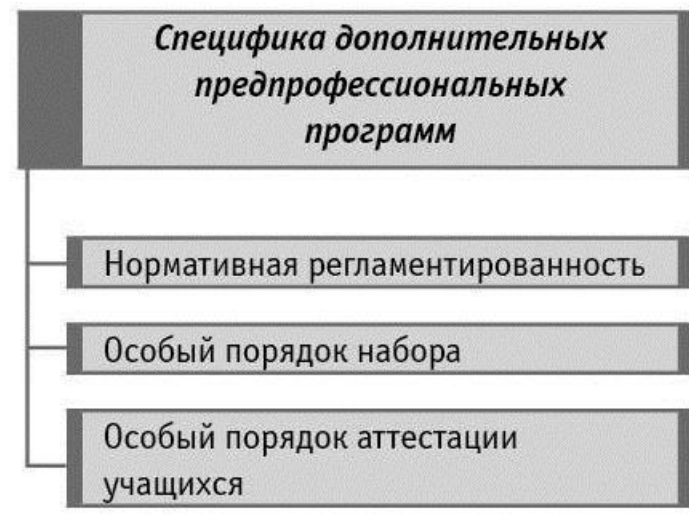 Специфика дополнительных
предпрофессиональных
программ
Нормативная регламентированность
Особый порядок набора
Особый порядок аттестации
учащихся